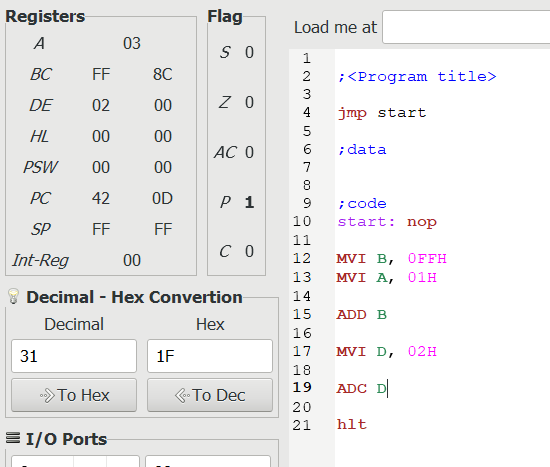 Registers
A 03
BC FF 8C
DE 02 00
HL 00 00
PSW 00 00
PC 42 0D
SP FF FF
Int-Reg 00
Flag
S 0
Z 0
AC 0
P 1
C 0
Decimal - Hex Convertion
Decimal Hex
31 1F
To Hex To Dec
I/O Ports
Load me at
1
2 ;<Program title>
3
4 jmp start
5
6 ;data
7
8
9 ;code
10 start: nop
11
12 MVI B, 0FFH
13 MVI A, 01H
14
15 ADD B
16
17 MVI D, 02H
18
19 ADC D
20
21 hlt